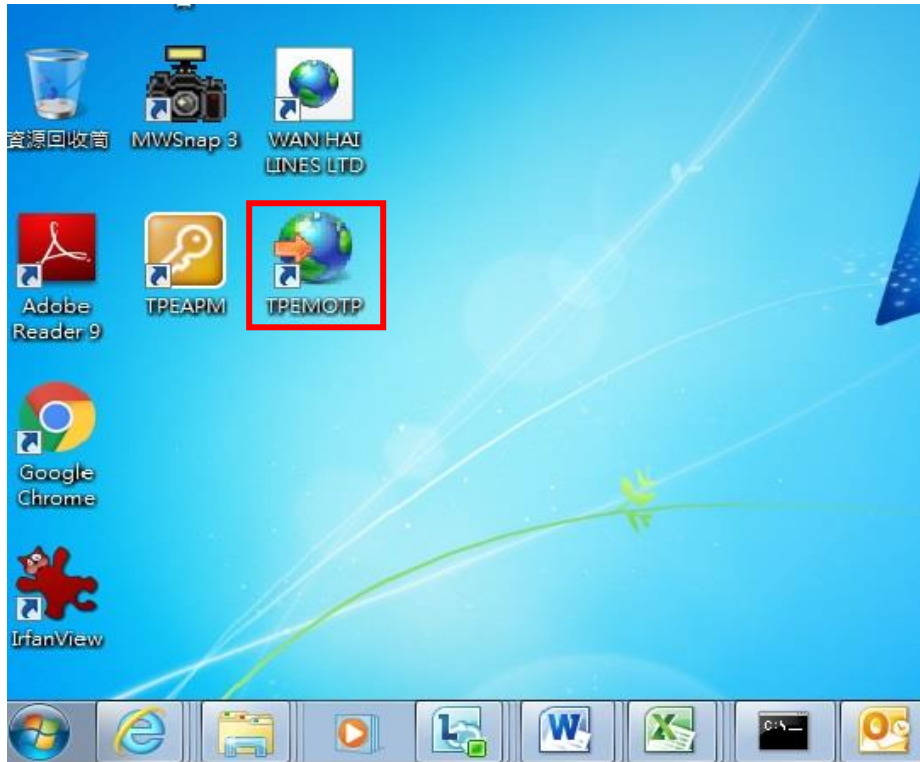 資源回收筒
MWSnap 3
WAN HAI
LINES LTD
Adobe
Reader 9
TPEAPM
TPEMOTP
Google
Chrome
IrfanView
C:\_